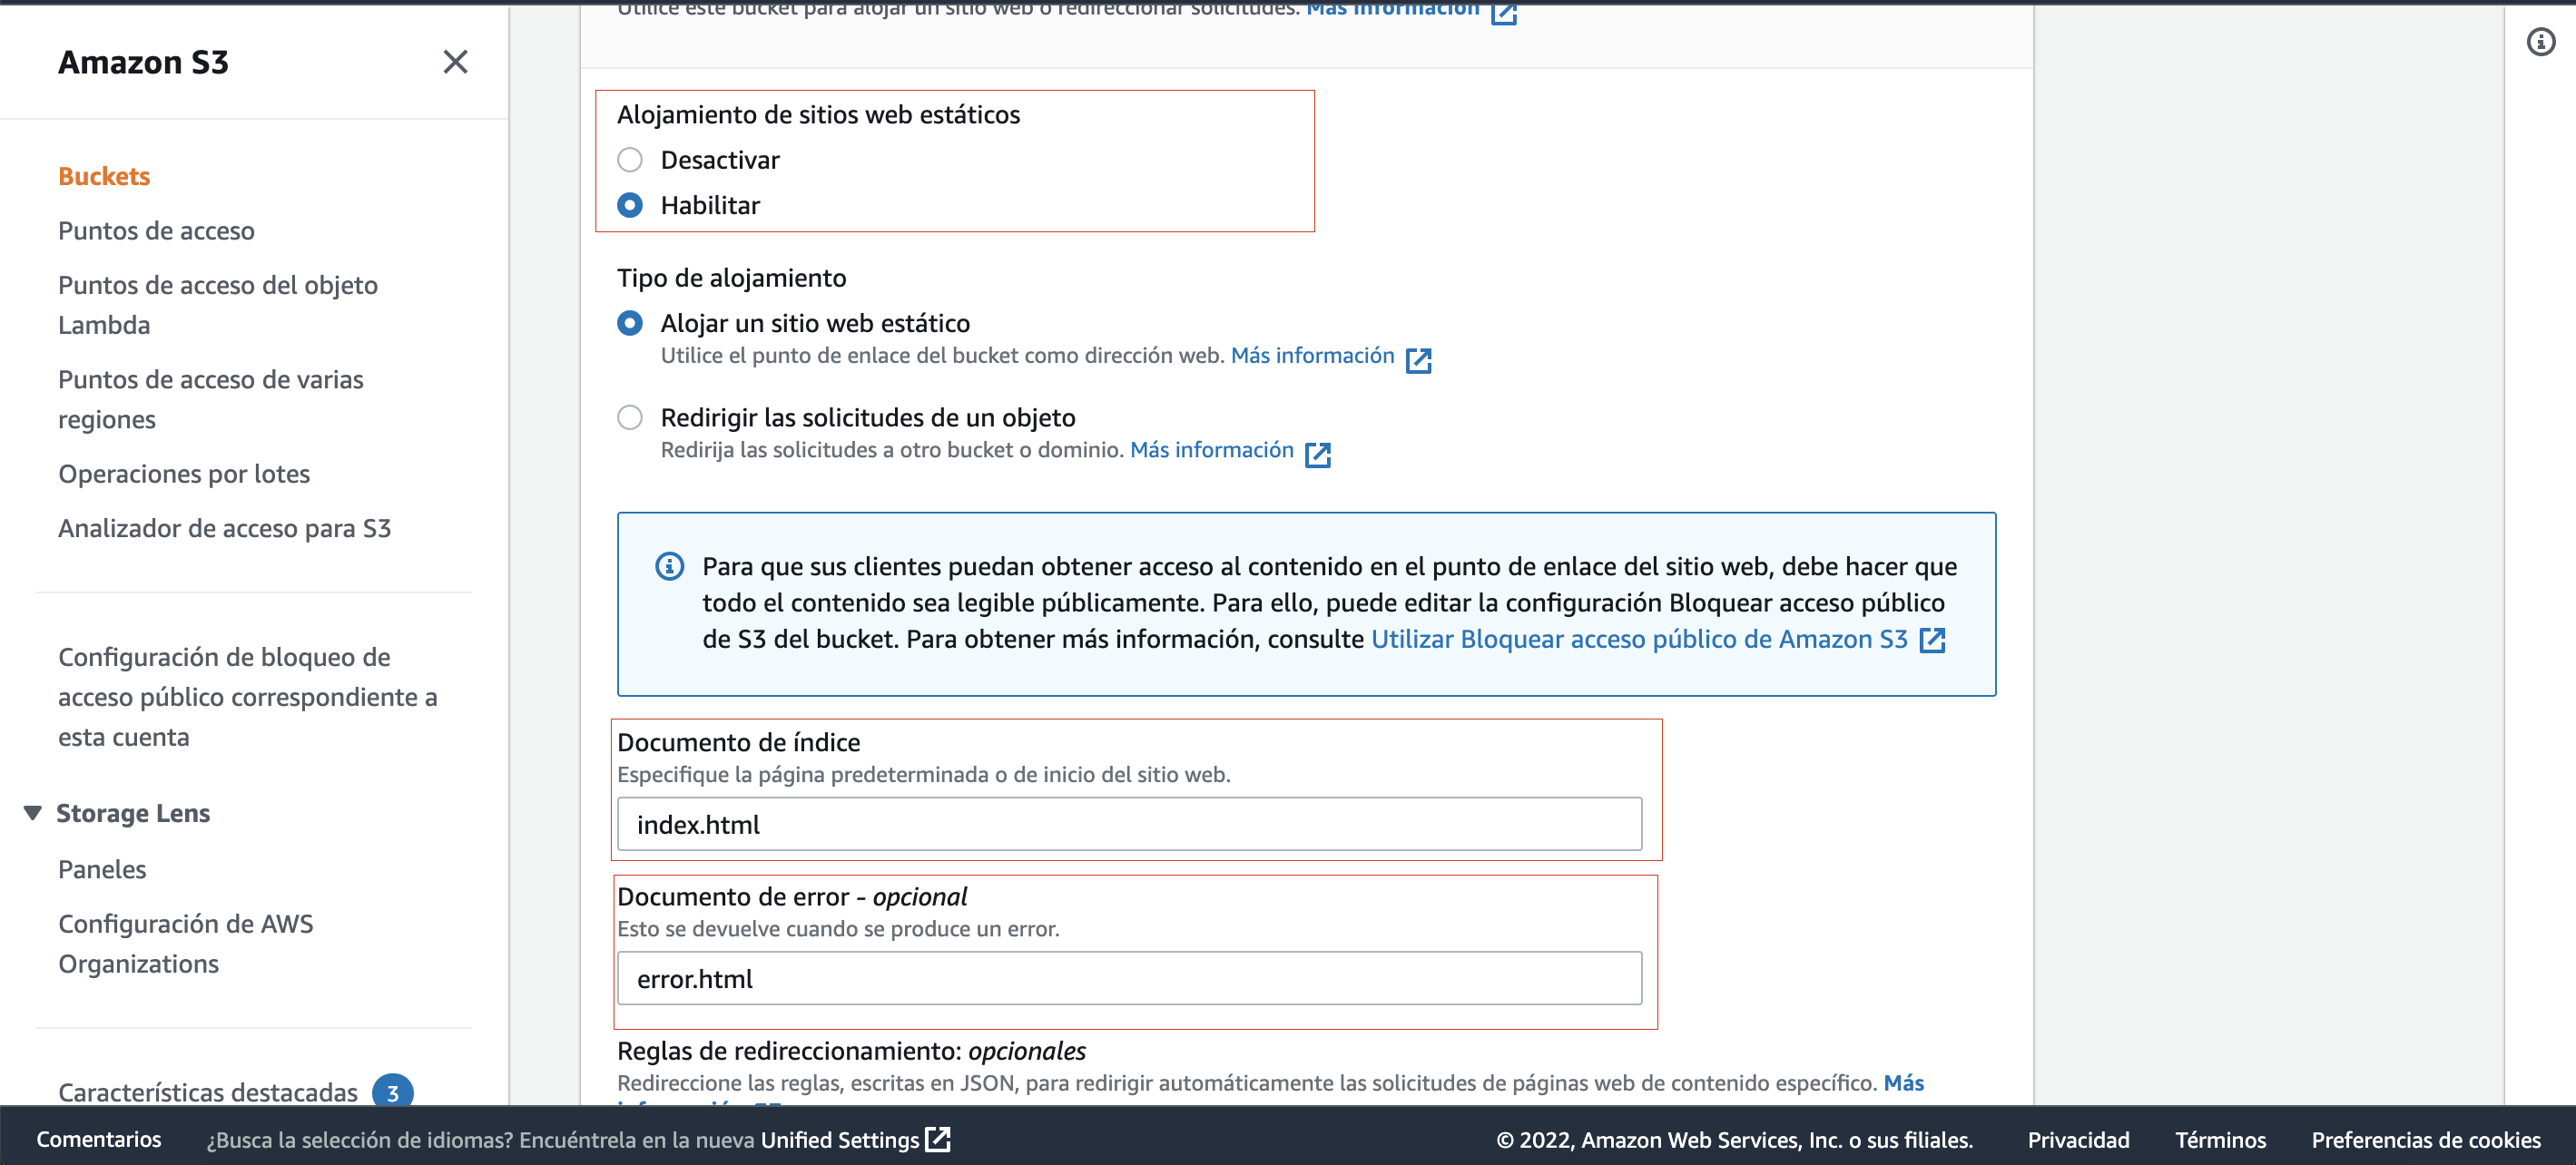 Amazon S3
Buckets
Puntos de acceso
Puntos de acceso del objeto
Lambda
Puntos de acceso de varias
regiones
Operaciones por lotes
Analizador de acceso para S3
Configuración de bloqueo de
acceso público correspondiente a
esta cuenta
Storage Lens
Paneles
Configuración de AWS
Organizations
Características destacadas 3
Utilice este bucket para alojar un sitio web o redireccionar solicitudes. Más información
Alojamiento de sitios web estáticos
Desactivar
Habilitar
Tipo de alojamiento
Alojar un sitio web estático
Utilice el punto de enlace del bucket como dirección web. Más información
Redirigir las solicitudes de un objeto
Redirija las solicitudes a otro bucket o dominio. Más información
Para que sus clientes puedan obtener acceso al contenido en el punto de enlace del sitio web, debe hacer que
todo el contenido sea legible públicamente. Para ello, puede editar la configuración Bloquear acceso público
de S3 del bucket. Para obtener más información, consulte Utilizar Bloquear acceso público de Amazon S3
Documento de índice
Especifique la página predeterminada o de inicio del sitio web.
index.html
Documento de error - opcional
Esto se devuelve cuando se produce un error.
error.html
Reglas de redireccionamiento: opcionales
Redireccione las reglas, escritas en JSON, para redirigir automáticamente las solicitudes de páginas web de contenido específico. Más
Comentarios ¿Busca la selección de idiomas? Encuéntrela en la nueva Unified Settings © 2022, Amazon Web Services, Inc. o sus filiales. Privacidad Términos Preferencias de cookies